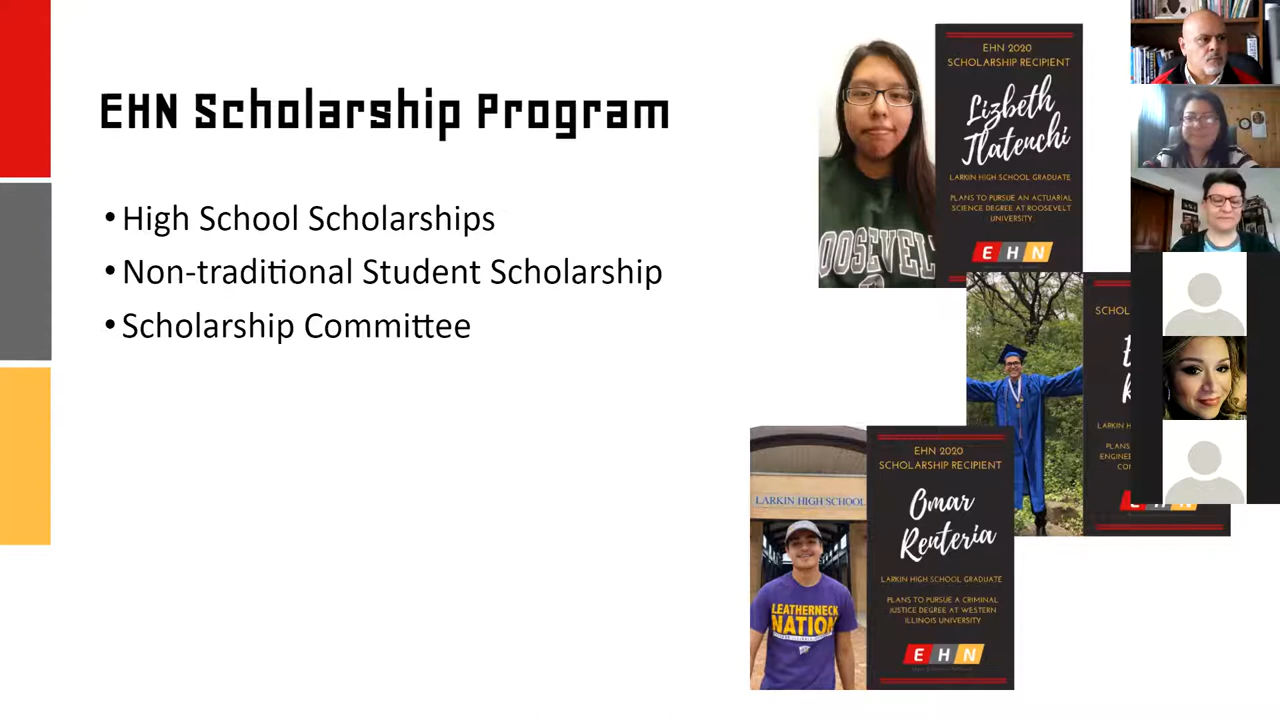 EHN Scholarship Program
• High School Scholarships
• Non-traditional Student Scholarship
• Scholarship Committee
EHN 2020
SCHOLARSHIP RECIPIENT
Lizbeth
Tlatenchi
LARKIN HIGH SCHOOL GRADUATE
PLANS TO PURSUE AN ACTUARIAL
SCIENCE DEGREE AT ROOSEVELT
UNIVERSITY
EHN
OOSEVEL
SCHOL
LARKIN H
PLANS
ENGINEE
CO
EHN
EHN 2020
SCHOLARSHIP RECIPIENT
Omar
Renteria
LARKIN HIGH SCHOOL GRADUATE
PLANS TO PURSUE A CRIMINAL
JUSTICE DEGREE AT WESTERN
ILLINOIS UNIVERSITY
EHN
LARKIN HIGH SCHOOL
LEATHERNECK
NATION